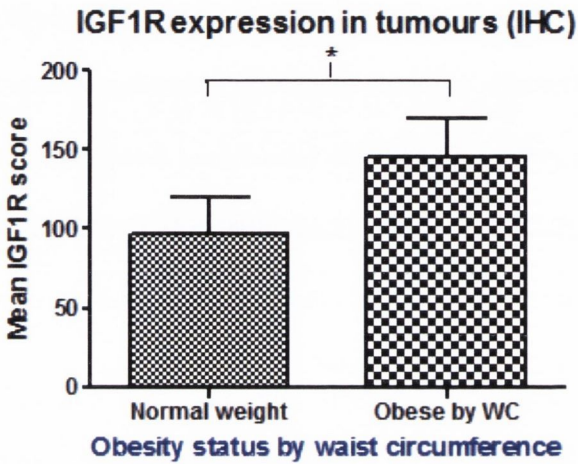 IGF1R expression in tumours (IHC)
*
200
150
100
50
0
Mean IGF1R score
Normal weight
Obese by WC
Obesity status by waist circumference